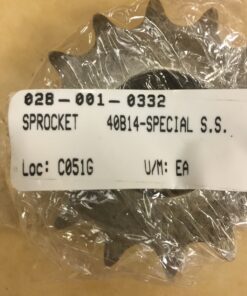 028-001-0332
SPROCKET 40B14-SPECIAL S.S.
Loc: C051G U/M: EA